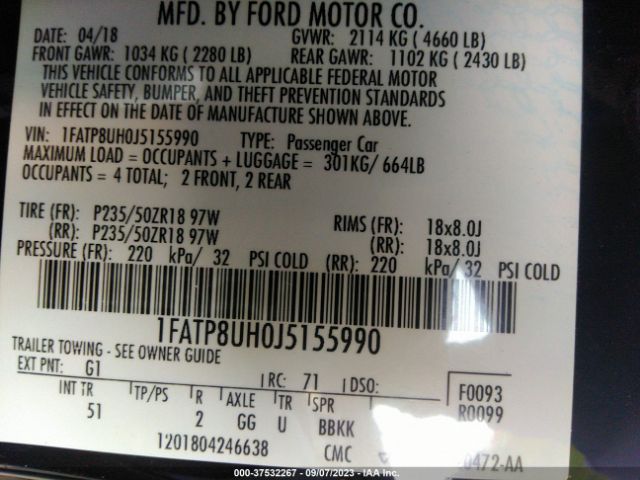 MFD. BY FORD MOTOR CO.
DATE: 04/18 GVWR: 2114 KG ( 4660 LB)
FRONT GAWR: 1034 KG ( 2280 LB) REAR GAWR: 1102 KG ( 2430 LB)
THIS VEHICLE CONFORMS TO ALL APPLICABLE FEDERAL MOTOR
VEHICLE SAFETY, BUMPER, AND THEFT PREVENTION STANDARDS
IN EFFECT ON THE DATE OF MANUFACTURE SHOWN ABOVE.
VIN: 1FATP8UH0J5155990 TYPE: Passenger Car
MAXIMUM LOAD = OCCUPANTS + LUGGAGE = 301KG/ 664LB
OCCUPANTS = 4 TOTAL; 2 FRONT, 2 REAR
TIRE (FR): P235/50ZR18 97W RIMS (FR): 18x8.0J
(RR): P235/50ZR18 97W (RR): 18x8.0J
PRESSURE (FR): 220 kPa/ 32 PSI COLD (RR): 220 kPa/ 32 PSI COLD
1FATP8UH0J5155990
TRAILER TOWING - SEE OWNER GUIDE
EXT PNT: G1 RC: 71 DSO: F0093
INT TR TP/PS R AXLE TR SPR R0099
51 2 GG U BBKK
1201804246638 CMC 0472-AA
000-37532267 - 09/07/2023 - IAA Inc.